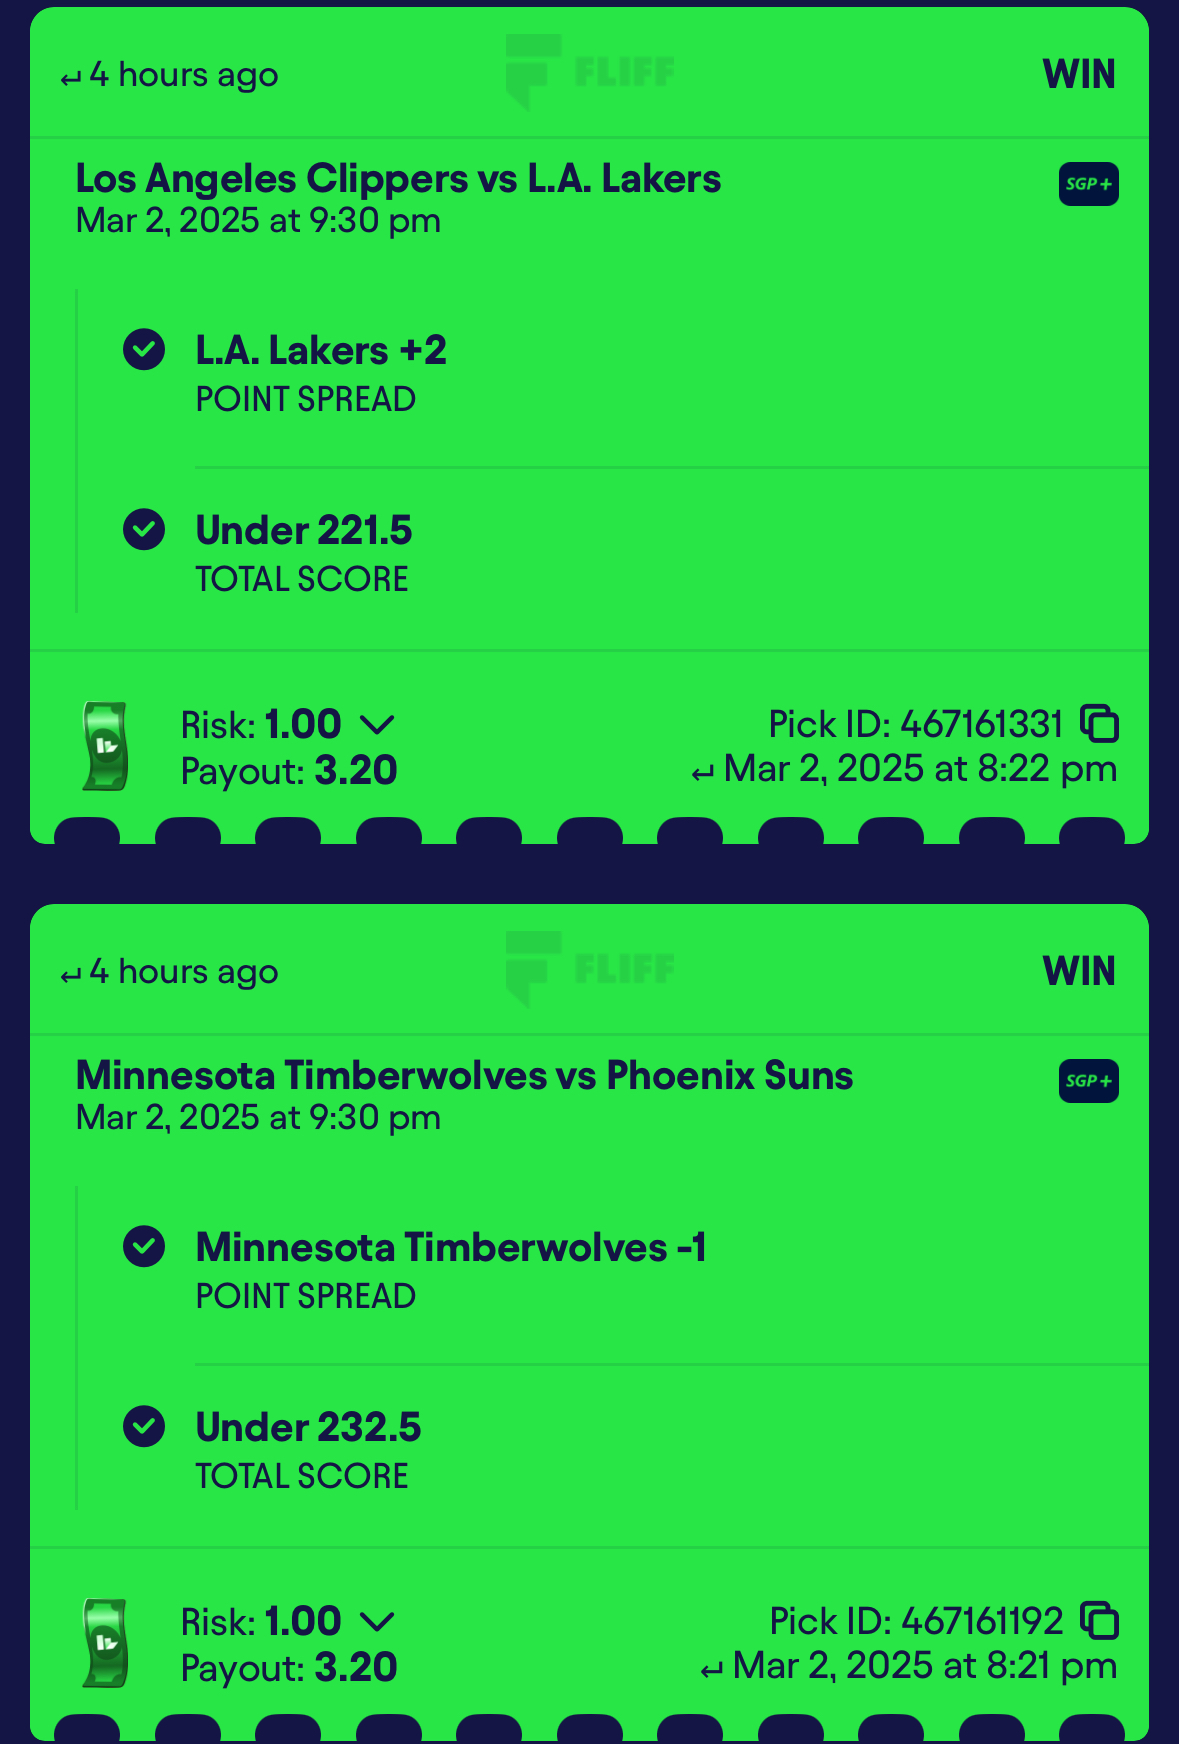 ↵ 4 hours ago
FLIFF
WIN
Los Angeles Clippers vs L.A. Lakers
SGP+
Mar 2, 2025 at 9:30 pm
L.A. Lakers +2
POINT SPREAD
Under 221.5
TOTAL SCORE
Risk: 1.00
Pick ID: 467161331
Payout: 3.20
↵ Mar 2, 2025 at 8:22 pm
↵ 4 hours ago
FLIFF
WIN
Minnesota Timberwolves vs Phoenix Suns
SGP+
Mar 2, 2025 at 9:30 pm
Minnesota Timberwolves -1
POINT SPREAD
Under 232.5
TOTAL SCORE
Risk: 1.00
Pick ID: 467161192
Payout: 3.20
↵ Mar 2, 2025 at 8:21 pm